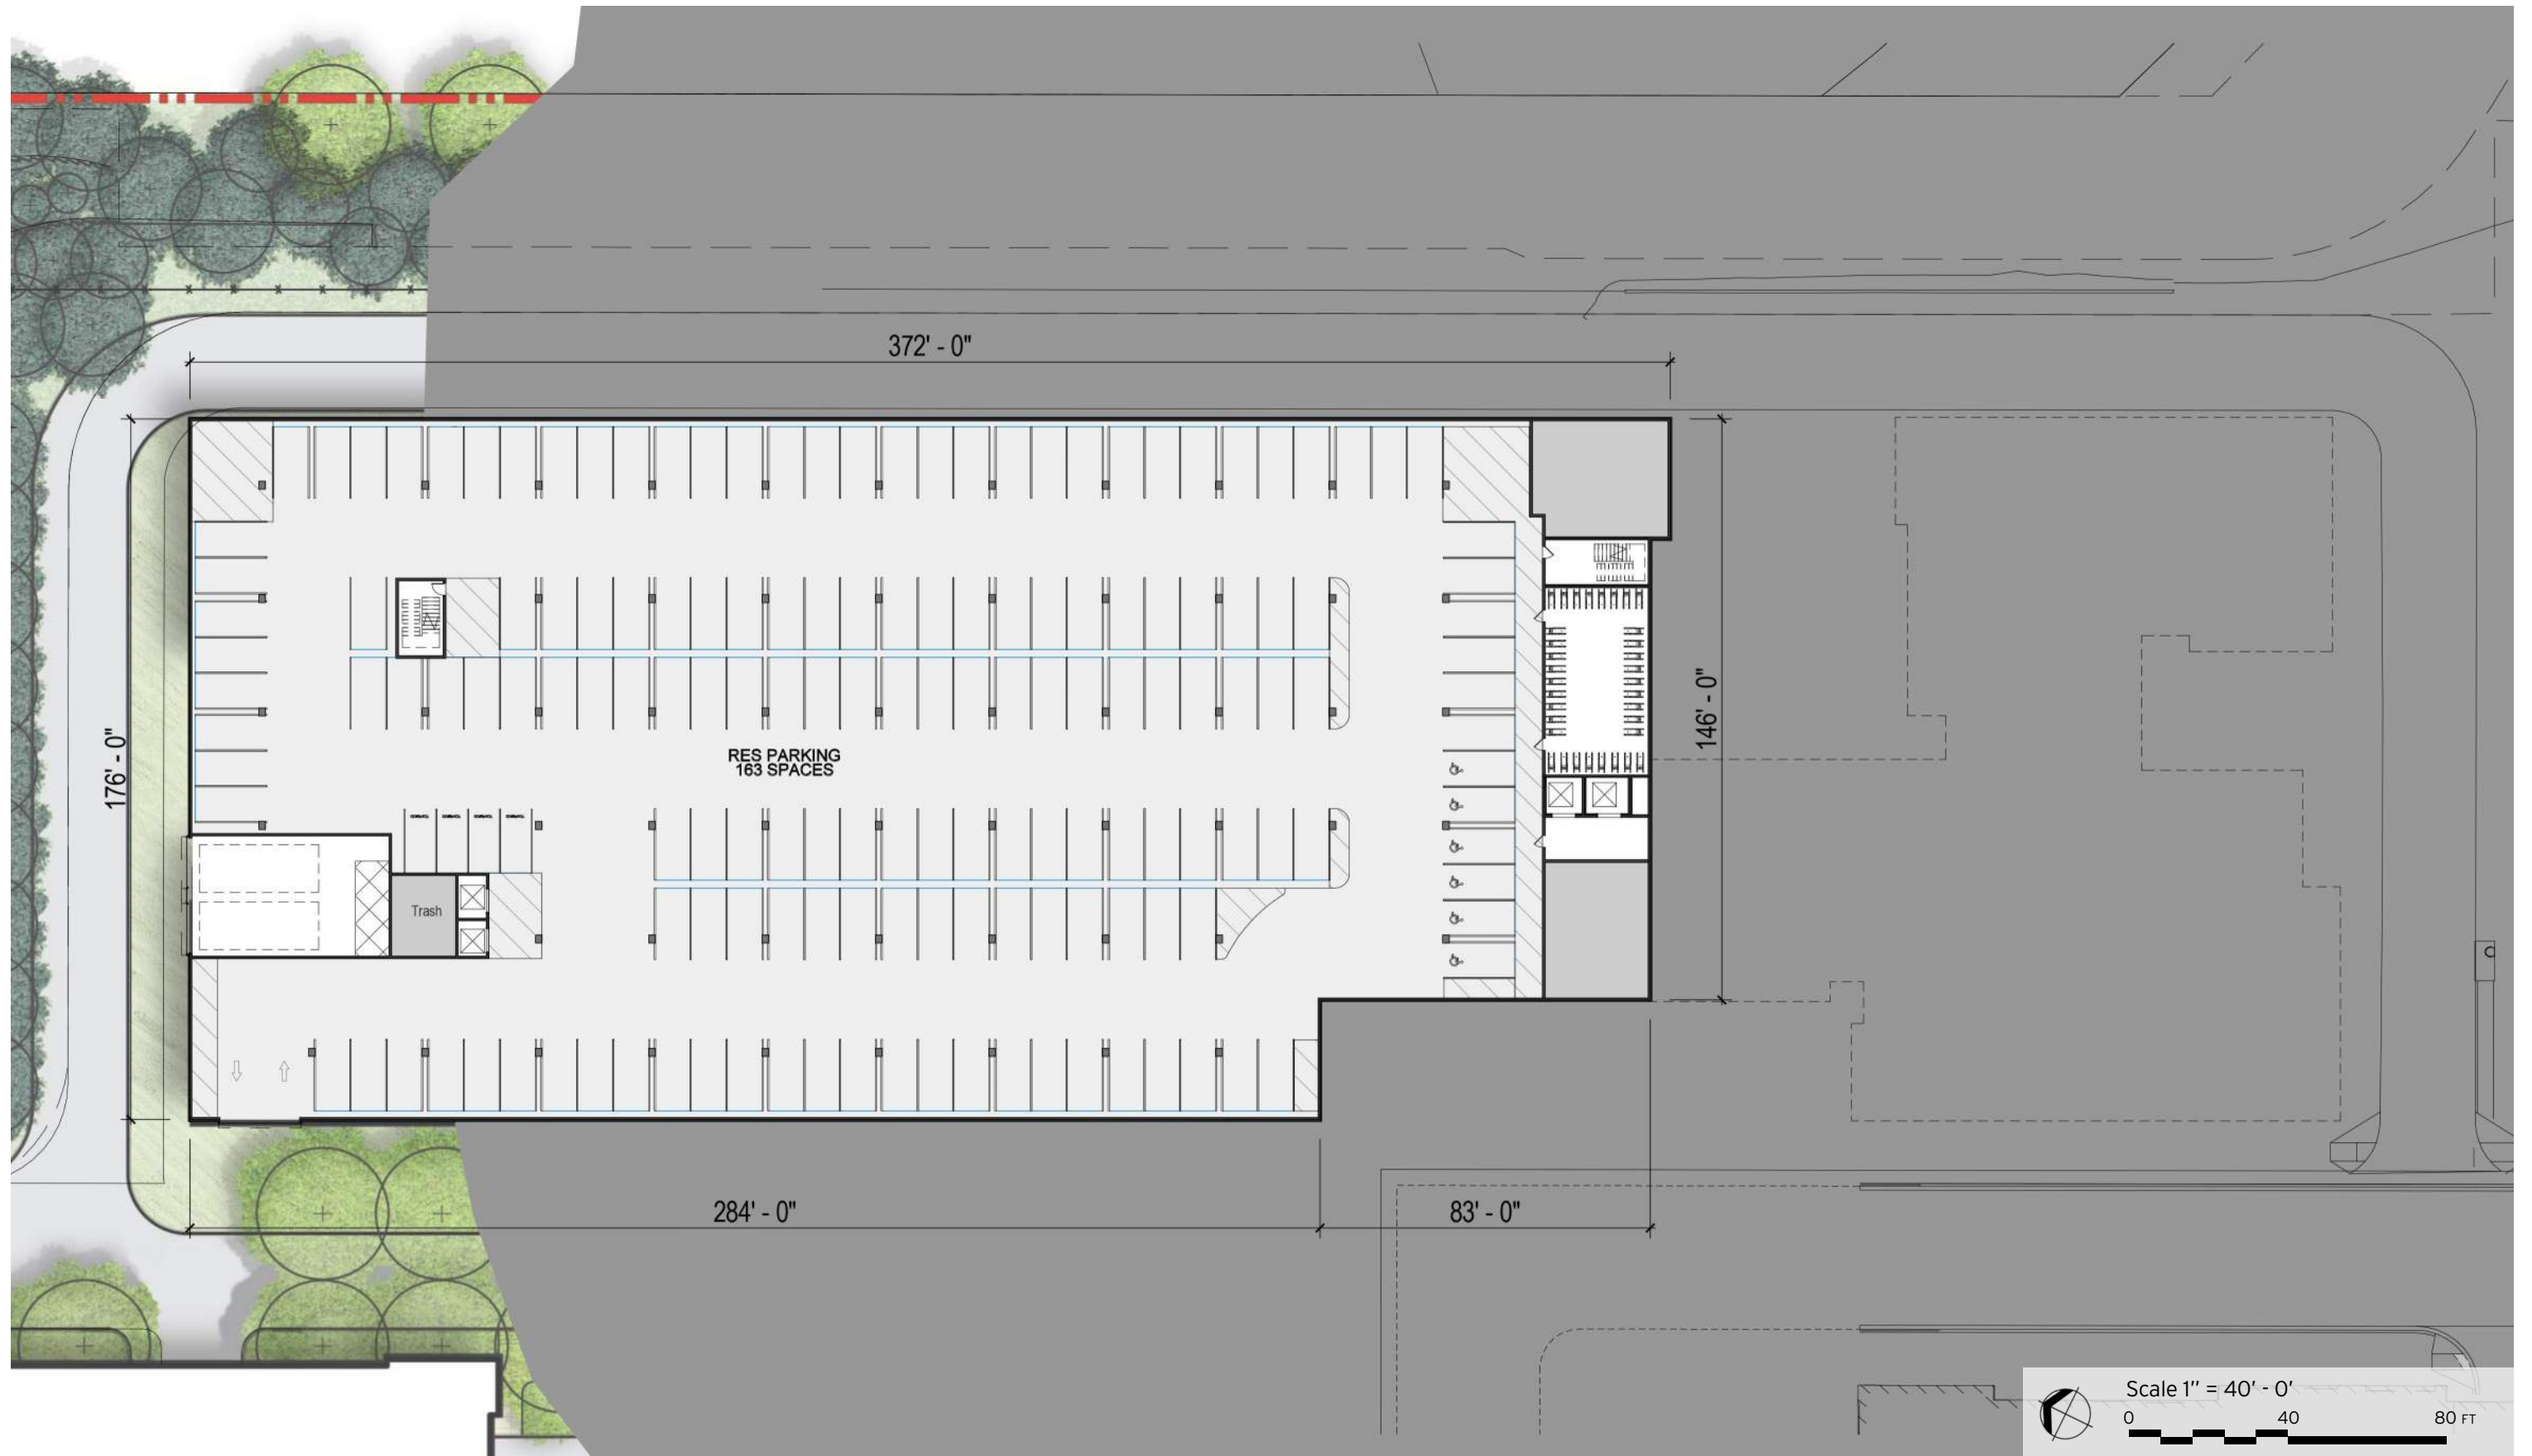 372' - 0"
176' - 0"
146' - 0"
RES PARKING
163 SPACES
Trash
284' - 0"
83' - 0"
Scale 1" = 40' - 0'
0 40 80 FT